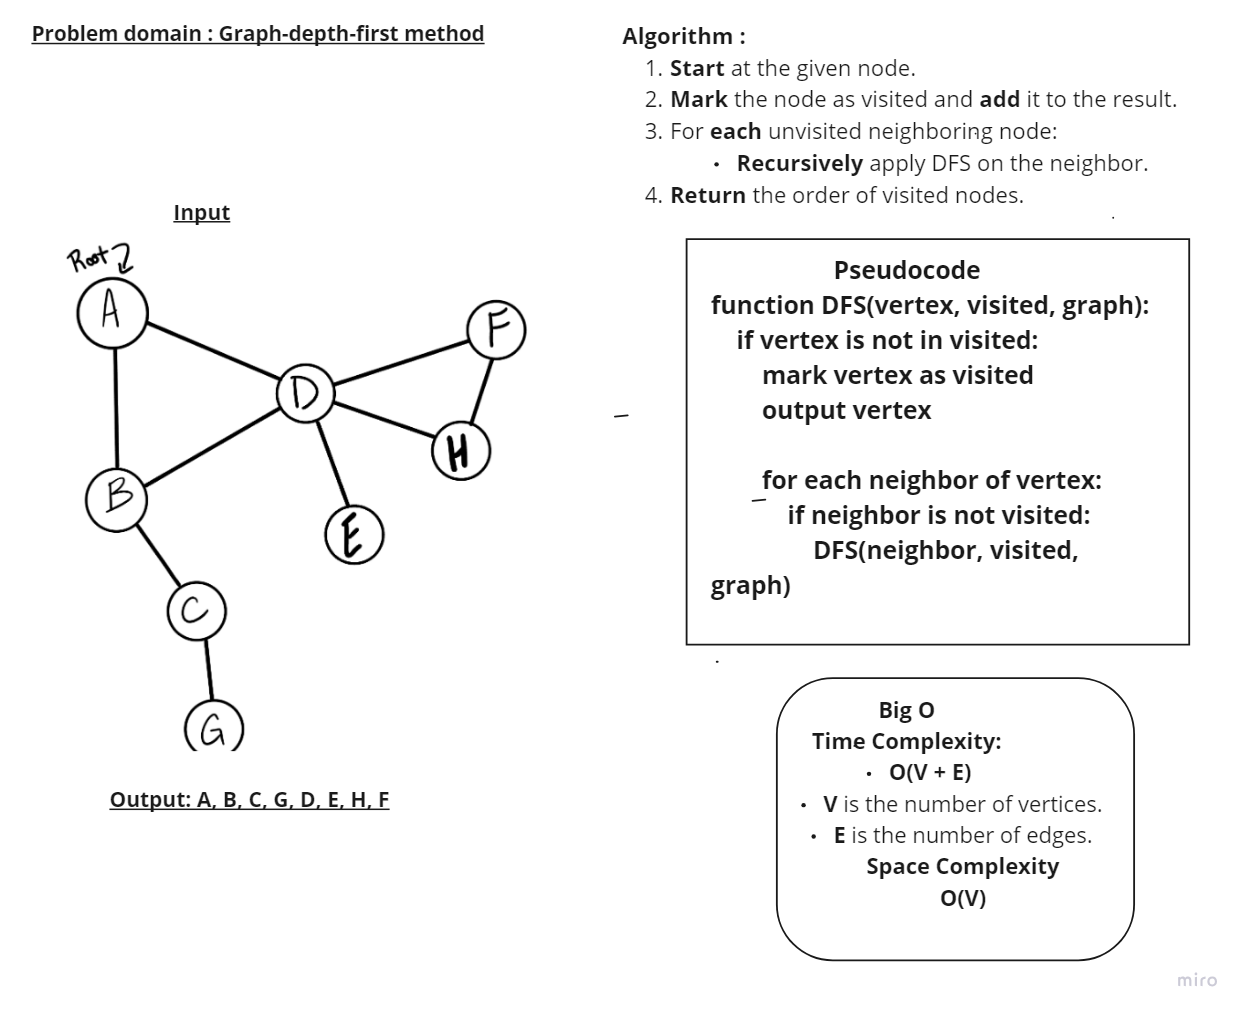 Problem domain : Graph-depth-first method
Input
Root
A
B
C
G
D
E
F
H
Output: A, B, C, G, D, E, H, F
Algorithm :
1. Start at the given node.
2. Mark the node as visited and add it to the result.
3. For each unvisited neighboring node:
• Recursively apply DFS on the neighbor.
4. Return the order of visited nodes.
Pseudocode
function DFS(vertex, visited, graph):
if vertex is not in visited:
mark vertex as visited
output vertex
for each neighbor of vertex:
if neighbor is not visited:
DFS(neighbor, visited,
graph)
Big O
Time Complexity:
• O(V + E)
• V is the number of vertices.
• E is the number of edges.
Space Complexity
O(V)
miro